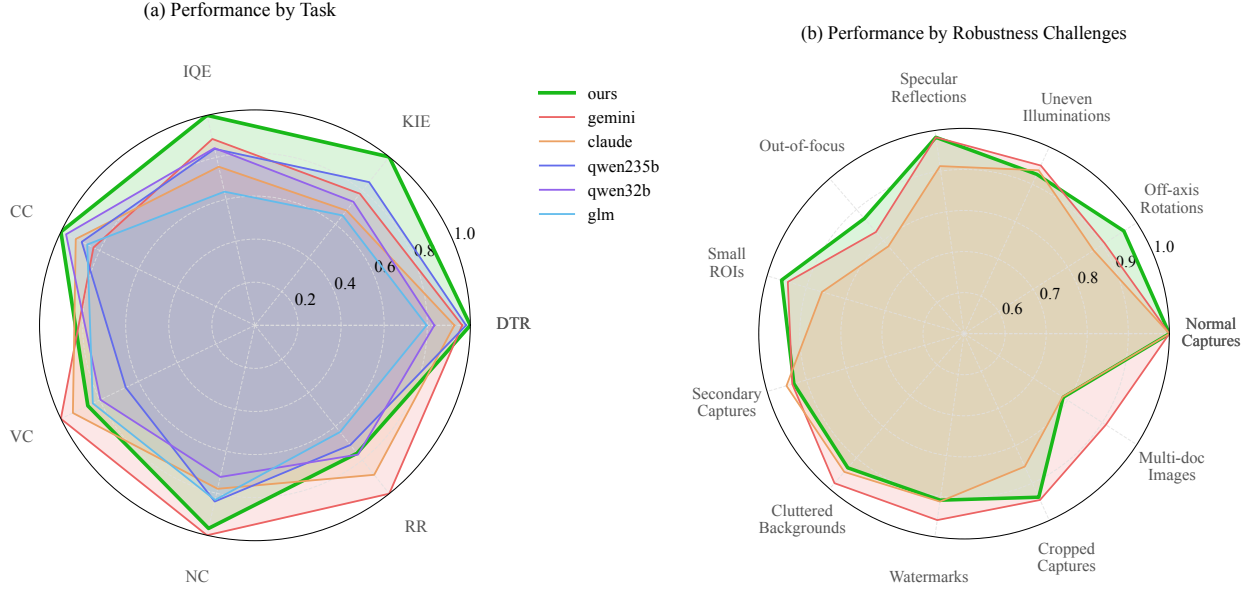 (a) Performance by Task
IQE
KIE
CC
DTR
VC
RR
NC
0.2
0.4
0.6
0.8
1.0
ours
gemini
claude
qwen235b
qwen32b
glm
(b) Performance by Robustness Challenges
Specular
Reflections
Uneven
Illuminations
Out-of-focus
Off-axis
Rotations
Small
ROIs
Normal
Captures
Secondary
Captures
Multi-doc
Images
Cluttered
Backgrounds
Cropped
Captures
Watermarks
0.6
0.7
0.8
0.9
1.0